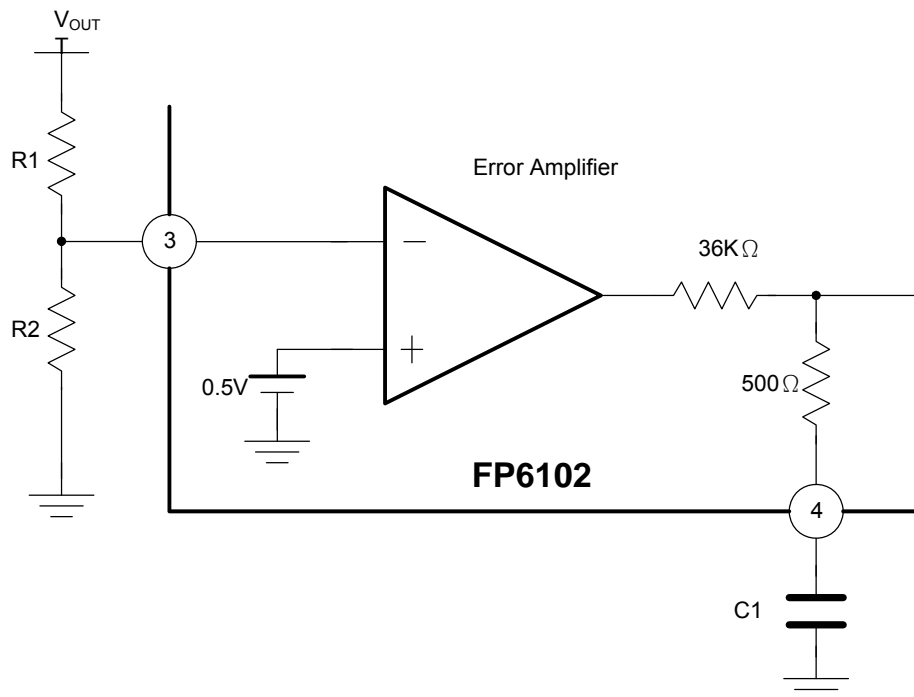 VOUT
R1
3
Error Amplifier
−
36KΩ
R2
+
0.5V
500Ω
FP6102
4
C1